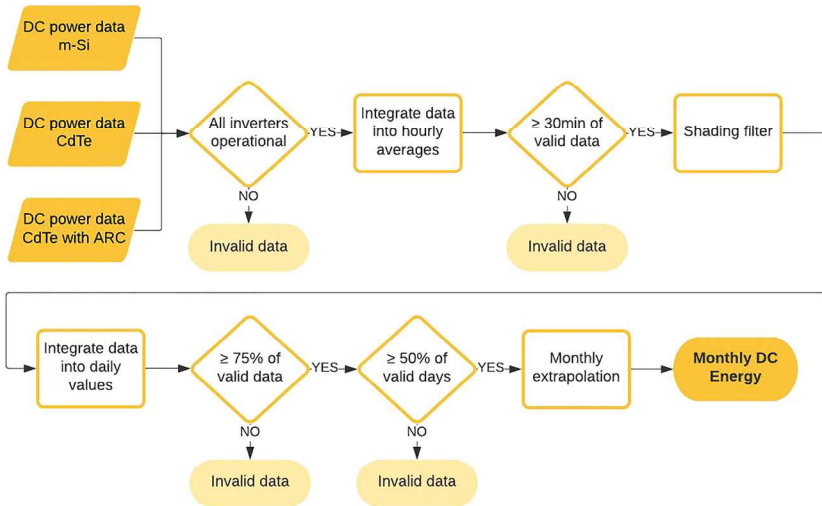 DC power data
m-Si
DC power data
CdTe
DC power data
CdTe with ARC
All inverters
operational
YES
NO
Invalid data
Integrate data
into hourly
averages
≥ 30min of
valid data
YES
NO
Invalid data
Shading filter
Integrate data
into daily
values
≥ 75% of
valid data
YES
NO
Invalid data
≥ 50% of
valid days
YES
NO
Invalid data
Monthly
extrapolation
Monthly DC
Energy